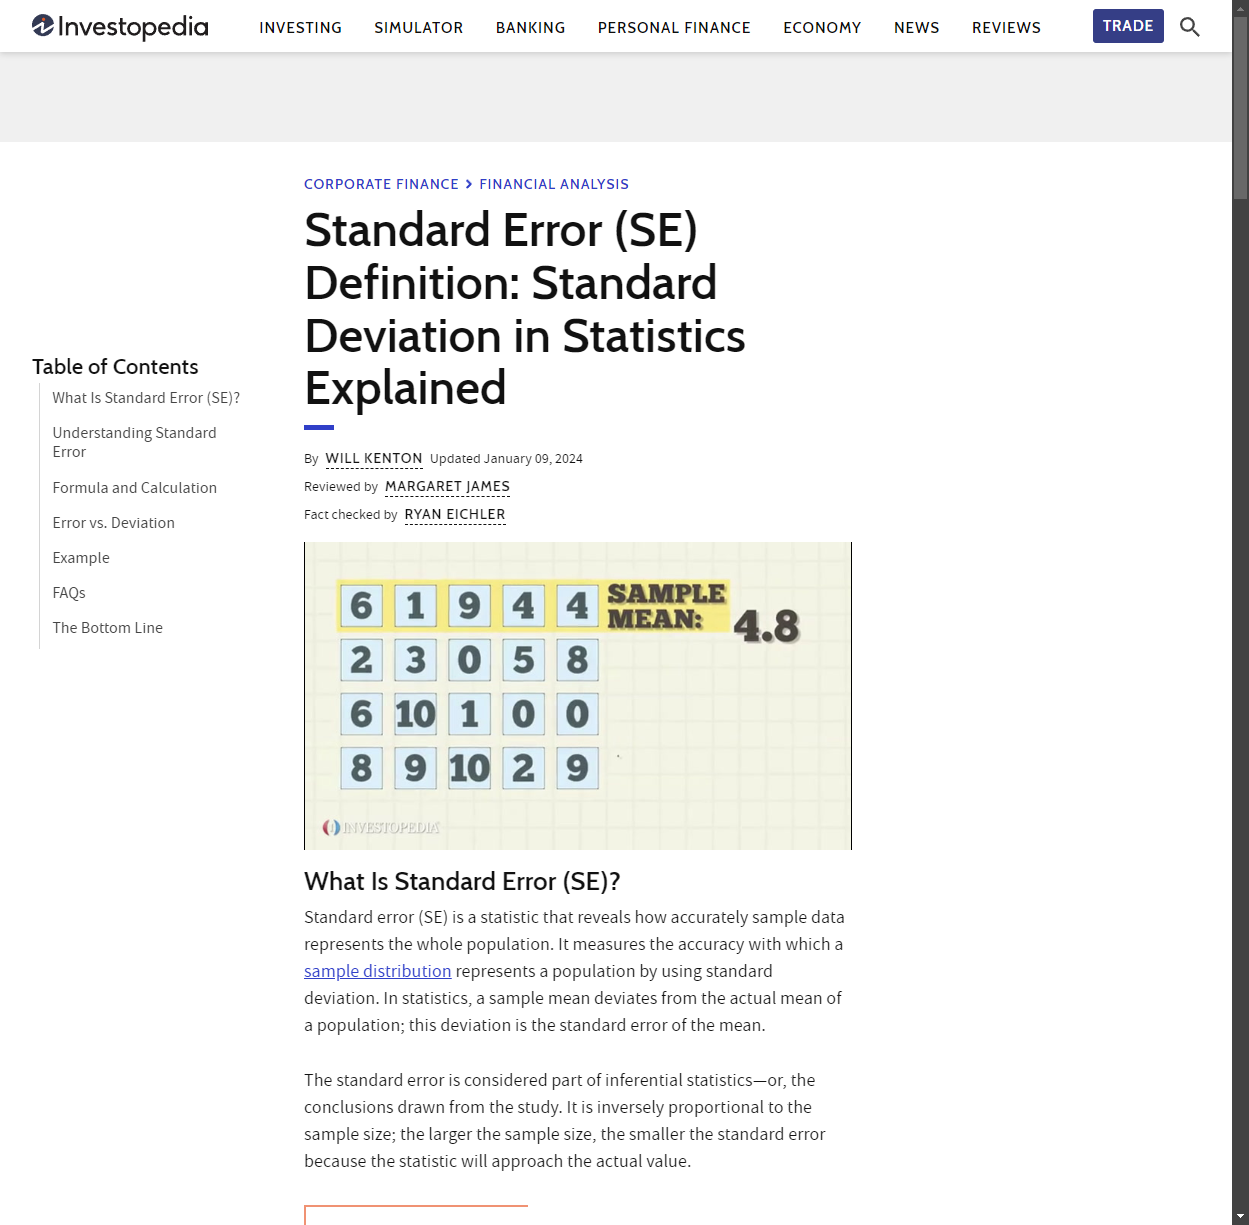 Investopedia
INVESTING SIMULATOR BANKING PERSONAL FINANCE ECONOMY NEWS REVIEWS TRADE
CORPORATE FINANCE > FINANCIAL ANALYSIS
Standard Error (SE)
Definition: Standard
Deviation in Statistics
Explained
Table of Contents
What Is Standard Error (SE)?
Understanding Standard
Error
Formula and Calculation
Error vs. Deviation
Example
FAQs
The Bottom Line
By WILL KENTON Updated January 09, 2024
Reviewed by MARGARET JAMES
Fact checked by RYAN EICHLER
6 1 9 4 4 SAMPLE
MEAN: 4.8
2 3 0 5 8
6 10 1 0 0
8 9 10 2 9
INVESTOPEDIA
What Is Standard Error (SE)?
Standard error (SE) is a statistic that reveals how accurately sample data
represents the whole population. It measures the accuracy with which a
sample distribution represents a population by using standard
deviation. In statistics, a sample mean deviates from the actual mean of
a population; this deviation is the standard error of the mean.
The standard error is considered part of inferential statistics—or, the
conclusions drawn from the study. It is inversely proportional to the
sample size; the larger the sample size, the smaller the standard error
because the statistic will approach the actual value.